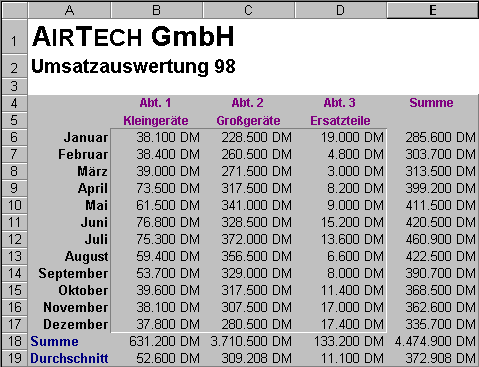 A B C D E
1 AIRTECH GmbH
2 Umsatzauswertung 98
3
4 Abt. 1 Abt. 2 Abt. 3 Summe
5 Kleingeräte Großgeräte Ersatzteile
6 Januar 38.100 DM 228.500 DM 19.000 DM 285.600 DM
7 Februar 38.400 DM 260.500 DM 4.800 DM 303.700 DM
8 März 39.000 DM 271.500 DM 3.000 DM 313.500 DM
9 April 73.500 DM 317.500 DM 8.200 DM 399.200 DM
10 Mai 61.500 DM 341.000 DM 9.000 DM 411.500 DM
11 Juni 76.800 DM 328.500 DM 15.200 DM 420.500 DM
12 Juli 75.300 DM 372.000 DM 13.600 DM 460.900 DM
13 August 59.400 DM 356.500 DM 6.600 DM 422.500 DM
14 September 53.700 DM 329.000 DM 8.000 DM 390.700 DM
15 Oktober 39.600 DM 317.500 DM 11.400 DM 368.500 DM
16 November 38.100 DM 307.500 DM 17.000 DM 362.600 DM
17 Dezember 37.800 DM 280.500 DM 17.400 DM 335.700 DM
18 Summe 631.200 DM 3.710.500 DM 133.200 DM 4.474.900 DM
19 Durchschnitt 52.600 DM 309.208 DM 11.100 DM 372.908 DM